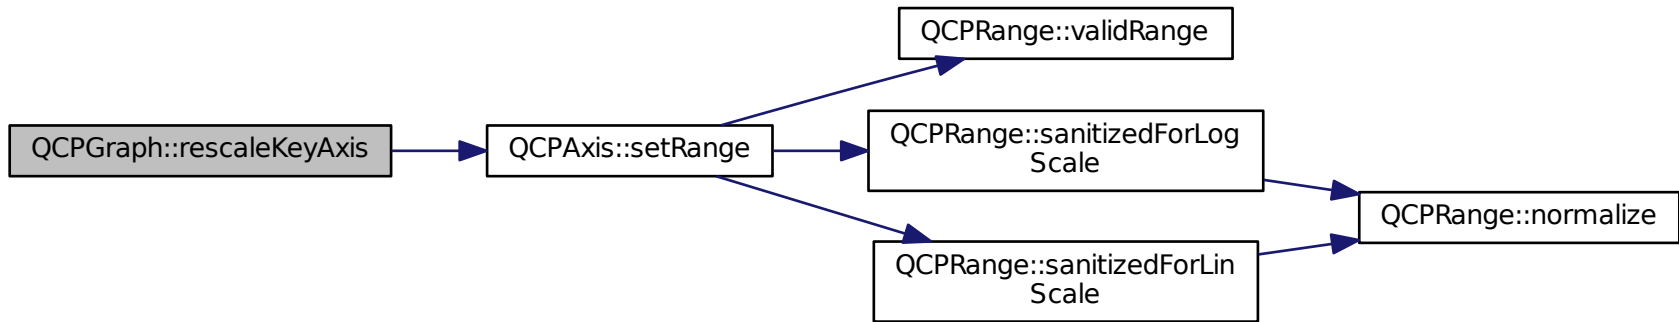 QCPRange::validRange
QCPGraph::rescaleKeyAxis
QCPAxis::setRange
QCPRange::sanitizedForLog
Scale
QCPRange::normalize
QCPRange::sanitizedForLin
Scale